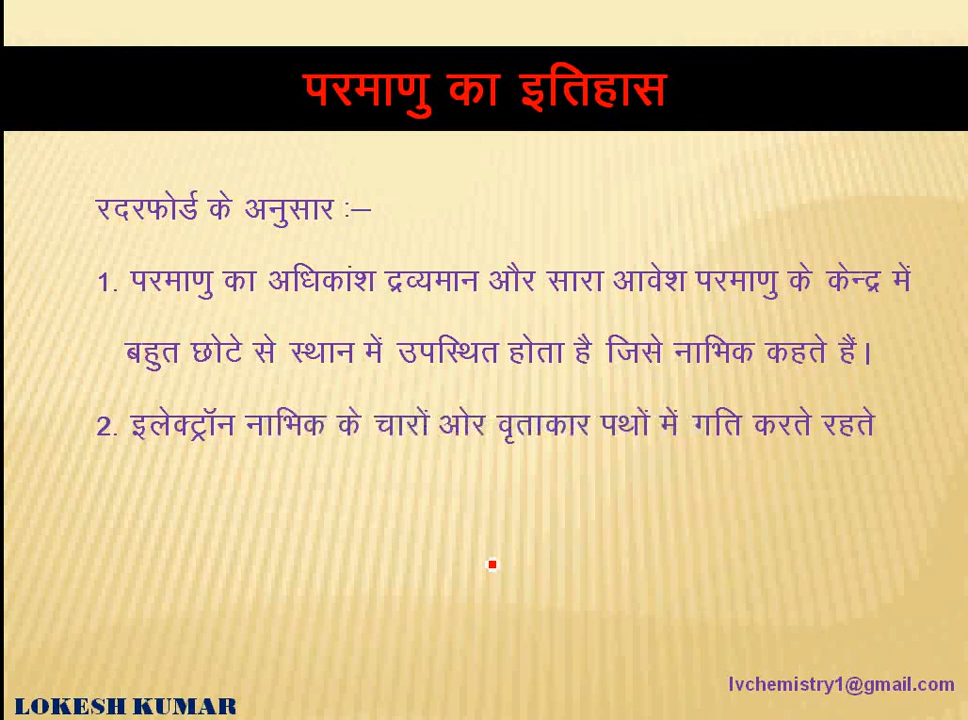 परमाणु का इतिहास
रदरफोर्ड के अनुसार :–
1. परमाणु का अधिकांश द्रव्यमान और सारा आवेश परमाणु के केन्द्र में
बहुत छोटे से स्थान में उपस्थित होता है जिसे नाभिक कहते हैं।
2. इलेक्ट्रॉन नाभिक के चारों ओर वृताकार पथों में गति करते रहते
lvchemistry1@gmail.com
LOKESH KUMAR